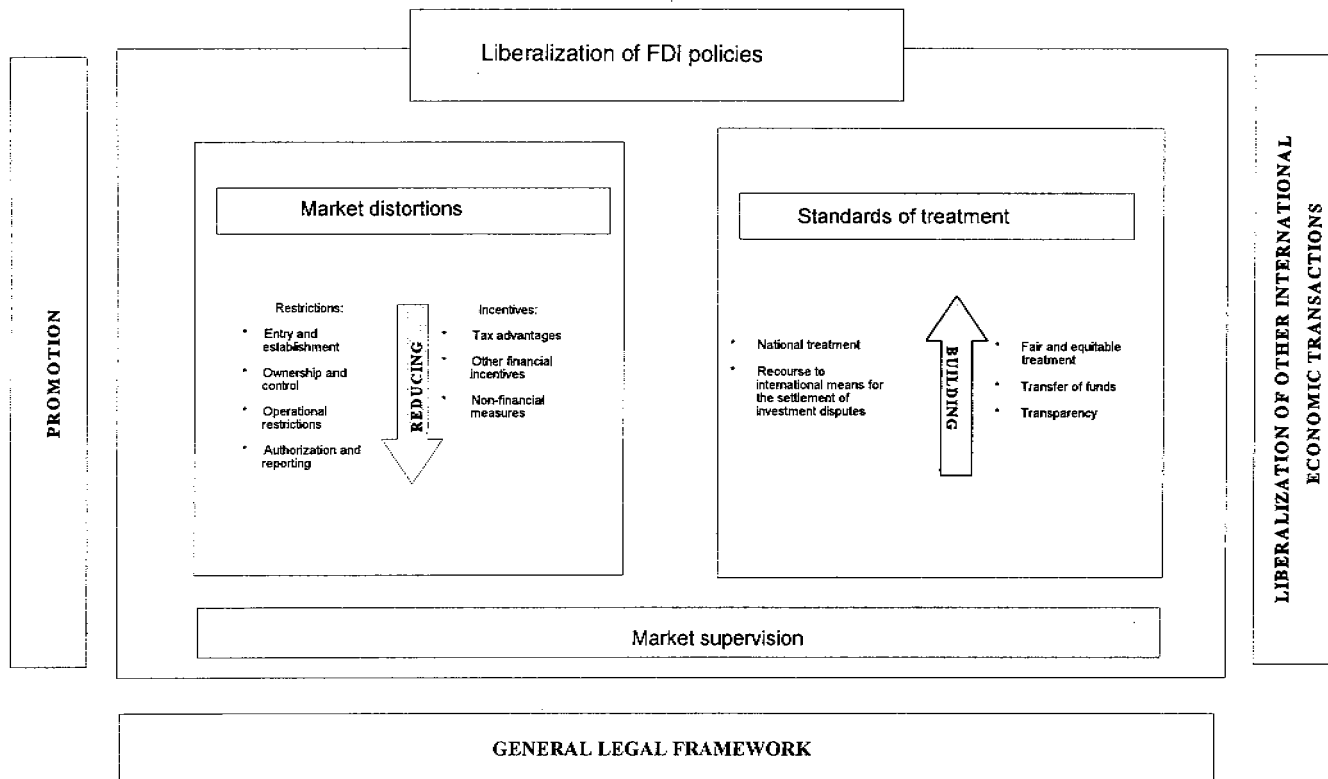 Liberalization of FDI policies
PROMOTION
Market distortions
Restrictions:
* Entry and
establishment
* Ownership and
control
* Operational
restrictions
* Authorization and
reporting
REDUCING
Incentives:
* Tax advantages
* Other financial
incentives
* Non-financial
measures
Standards of treatment
* National treatment
* Recourse to
international means for
the settlement of
investment disputes
BUILDING
* Fair and equitable
treatment
* Transfer of funds
* Transparency
LIBERALIZATION OF OTHER INTERNATIONAL
ECONOMIC TRANSACTIONS
Market supervision
GENERAL LEGAL FRAMEWORK